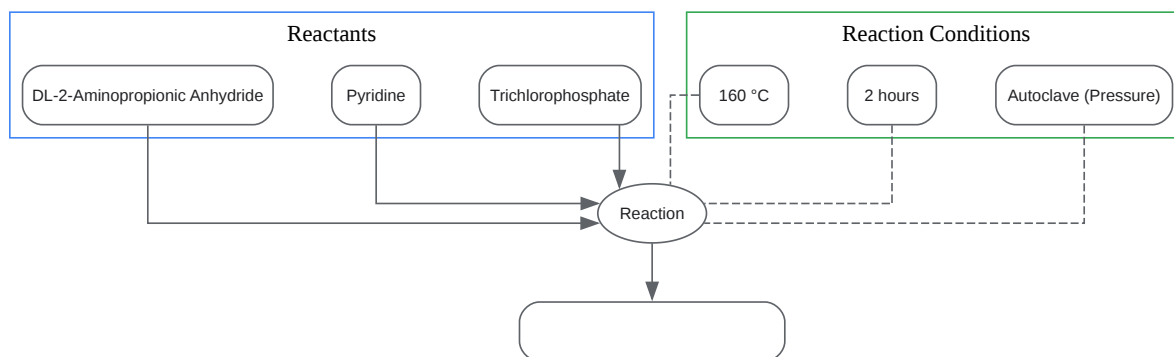 Reactants
Reaction Conditions
DL-2-Aminopropionic Anhydride
Pyridine
Trichlorophosphate
160 °C
2 hours
Autoclave (Pressure)
Reaction